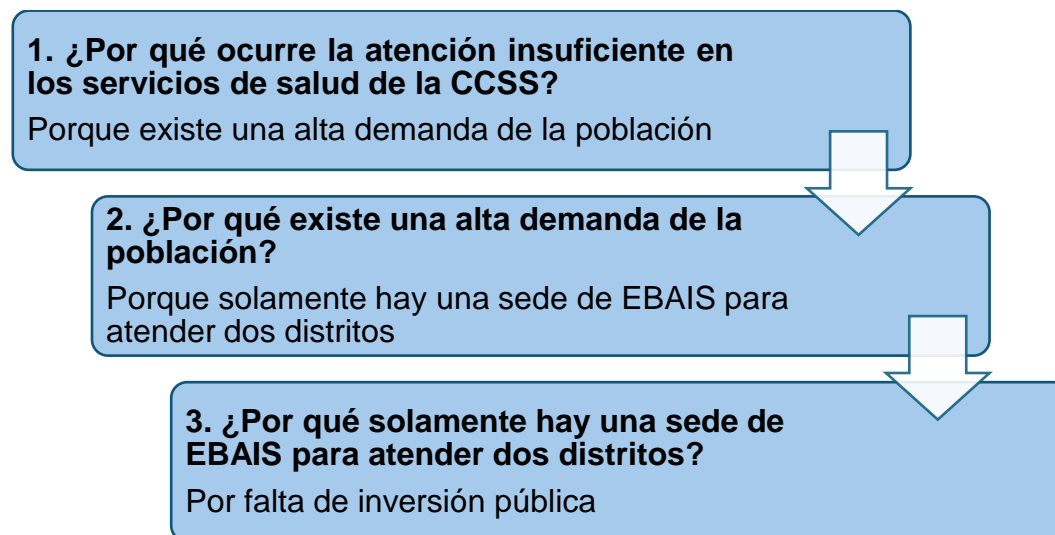 1. ¿Por qué ocurre la atención insuficiente en
los servicios de salud de la CCSS?
Porque existe una alta demanda de la población
2. ¿Por qué existe una alta demanda de la
población?
Porque solamente hay una sede de EBAIS para
atender dos distritos
3. ¿Por qué solamente hay una sede de
EBAIS para atender dos distritos?
Por falta de inversión pública